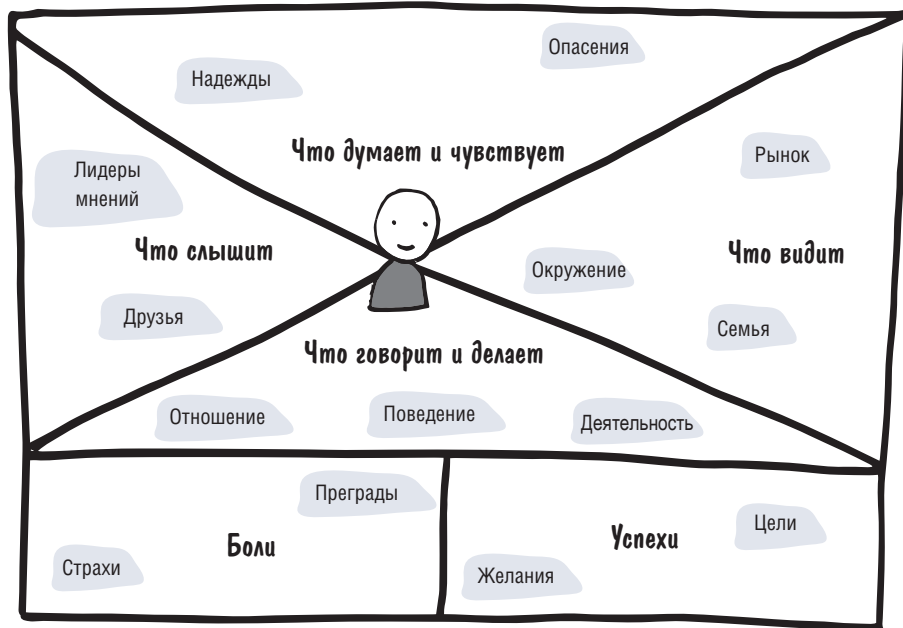 Опасения
Надежды
Что думает и чувствует
Рынок
Лидеры
мнений
Что слышит
Что видит
Окружение
Друзья
Семья
Что говорит и делает
Отношение
Поведение
Деятельность
Преграды
Боли
Страхи
Цели
Успехи
Желания